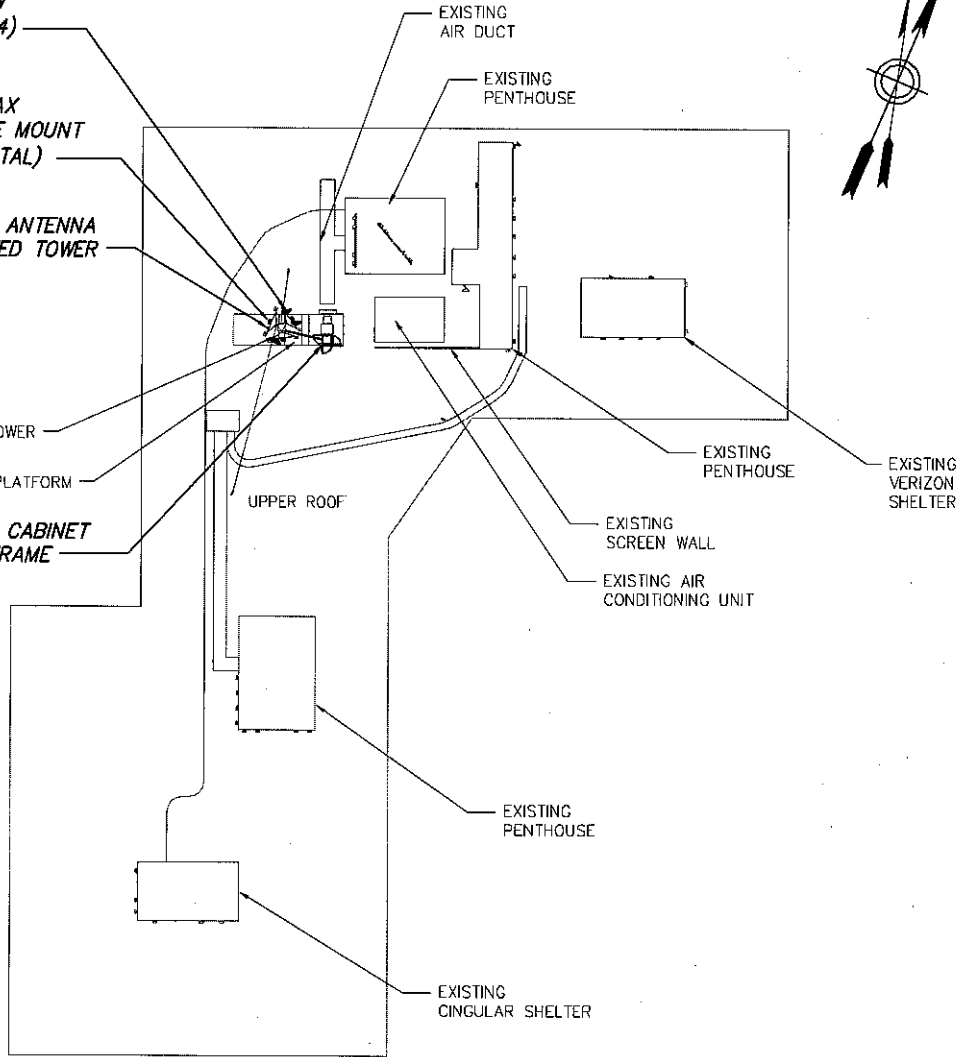 4)
EXISTING
AIR DUCT
EXISTING
PENTHOUSE
AX
E MOUNT
TAL)
ANTENNA
ED TOWER
OWER
PLATFORM
UPPER ROOF
CABINET
RAME
EXISTING
PENTHOUSE
EXISTING
VERIZON
SHELTER
EXISTING
SCREEN WALL
EXISTING AIR
CONDITIONING UNIT
EXISTING
PENTHOUSE
EXISTING
CINGULAR SHELTER